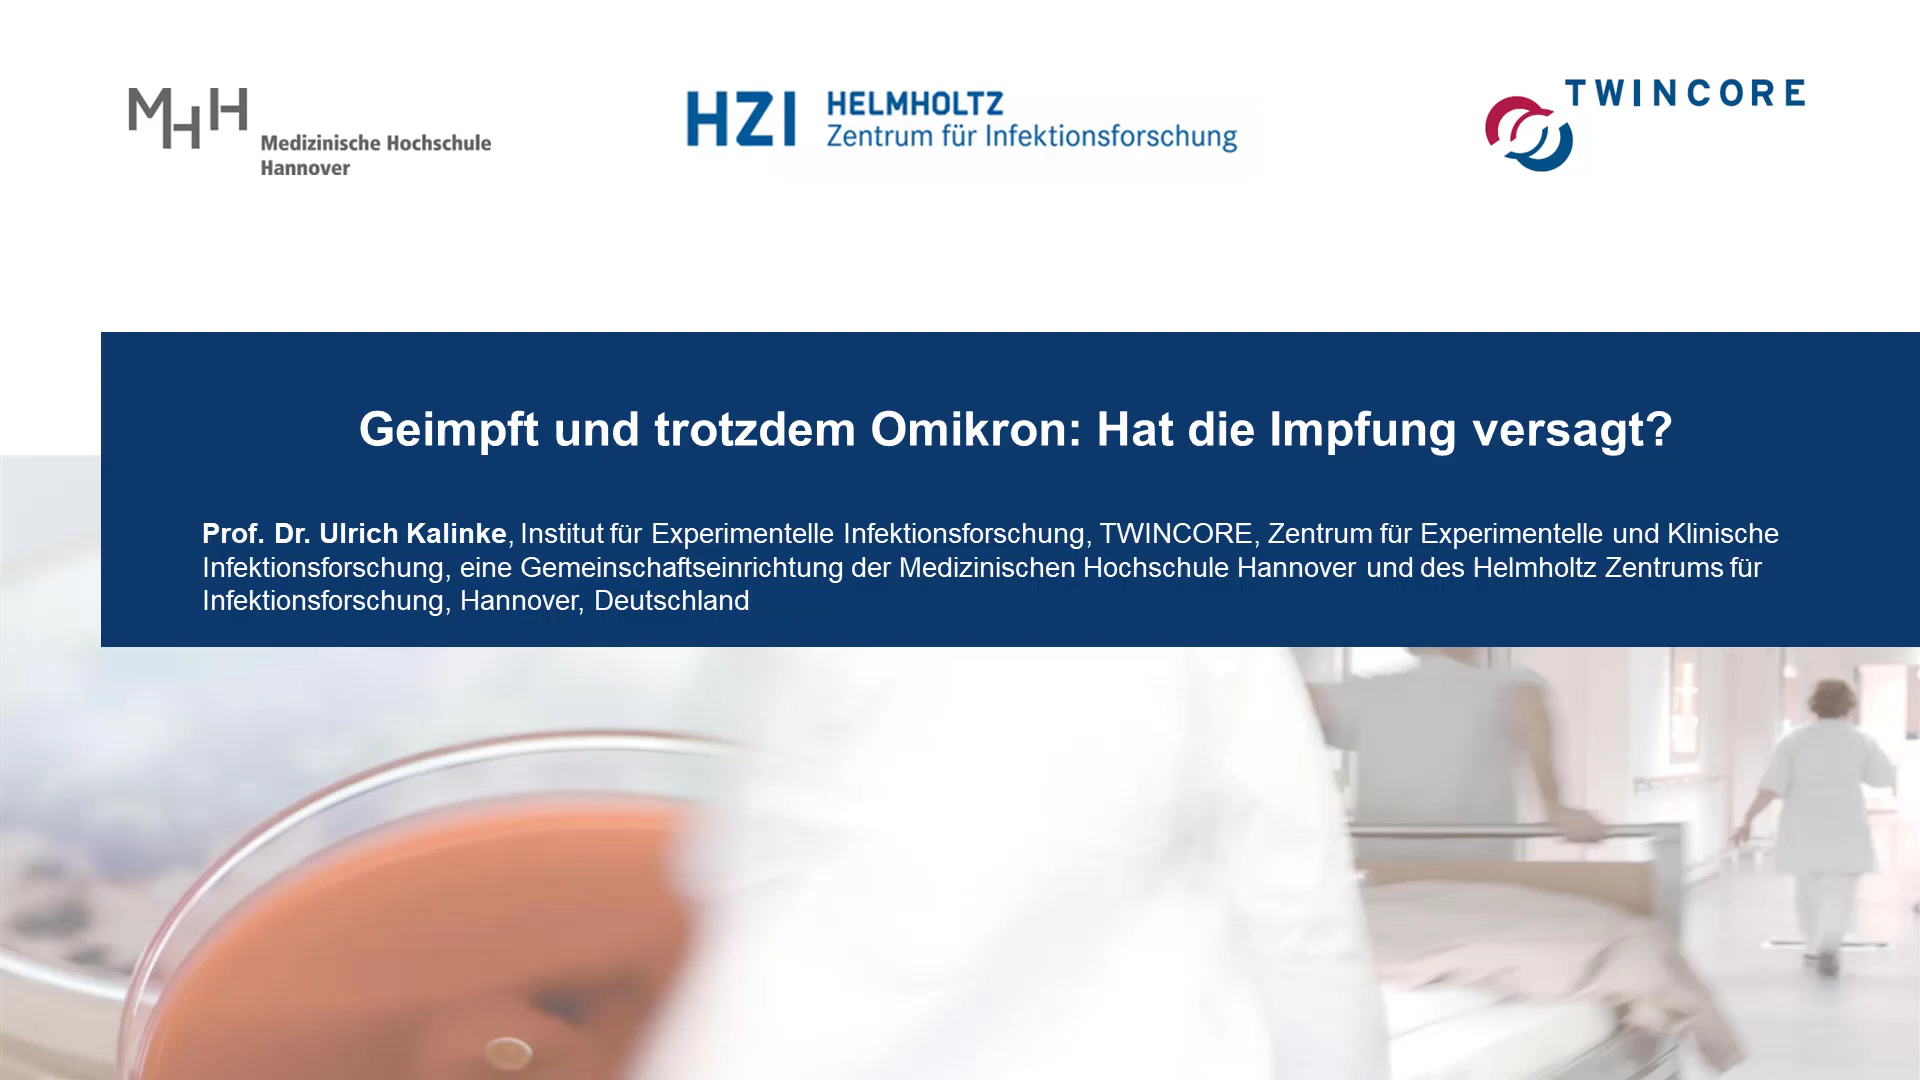 MHH
Medizinische Hochschule
Hannover
HZI HELMHOLTZ
Zentrum für Infektionsforschung
TWINCORE
Geimpft und trotzdem Omikron: Hat die Impfung versagt?
Prof. Dr. Ulrich Kalinke, Institut für Experimentelle Infektionsforschung, TWINCORE, Zentrum für Experimentelle und Klinische
Infektionsforschung, eine Gemeinschaftseinrichtung der Medizinischen Hochschule Hannover und des Helmholtz Zentrums für
Infektionsforschung, Hannover, Deutschland